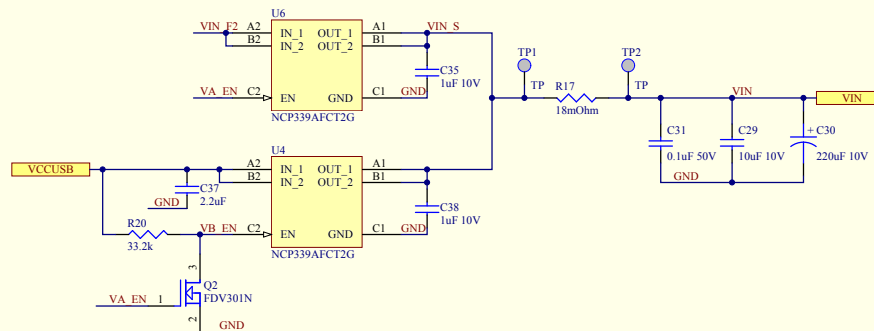 U6
VIN_F2 A2 IN_1 OUT_1 A1 VIN_S
B2 IN_2 OUT_2 B1
C35
1uF 10V
VA_EN C2 EN GND C1 GND
NCP339AFCT2G
TP1
TP
R17
18mOhm
TP2
TP
VIN
VIN
C31
0.1uF 50V
C29
10uF 10V
+ C30
220uF 10V
GND
U4
VCCUSB A2 IN_1 OUT_1 A1
B2 IN_2 OUT_2 B1
C37
2.2uF
GND
C38
1uF 10V
R20
33.2k
VB_EN C2 EN GND C1 GND
NCP339AFCT2G
3
Q2
FDV301N
VA_EN 1
2
GND